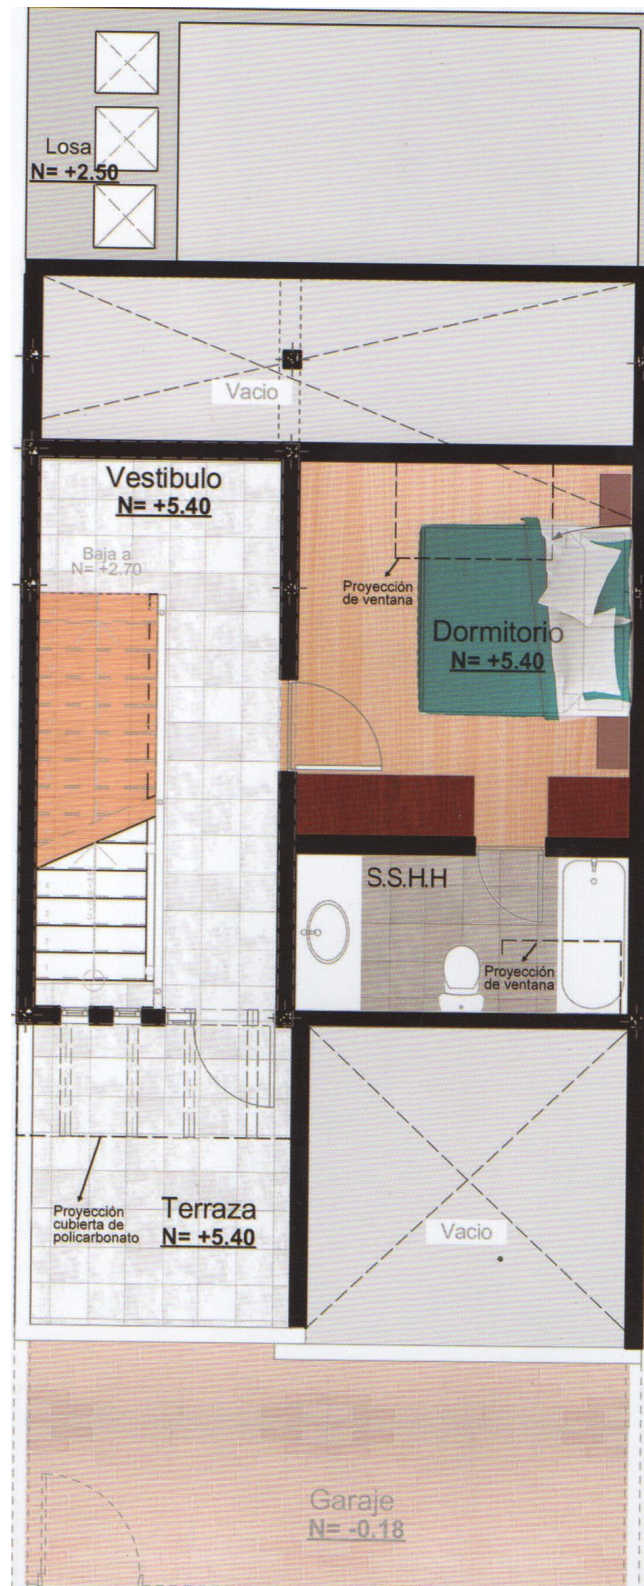 Losa
N= +2.50
Vacio
Vestibulo
N= +5.40
Baja a
N= +2.70
Proyección
de ventana
Dormitorio
N= +5.40
S.S.H.H
Proyección
de ventana
Proyección
cubierta de
policarbonato
Terraza
N= +5.40
Vacio
Garaje
N= -0.18